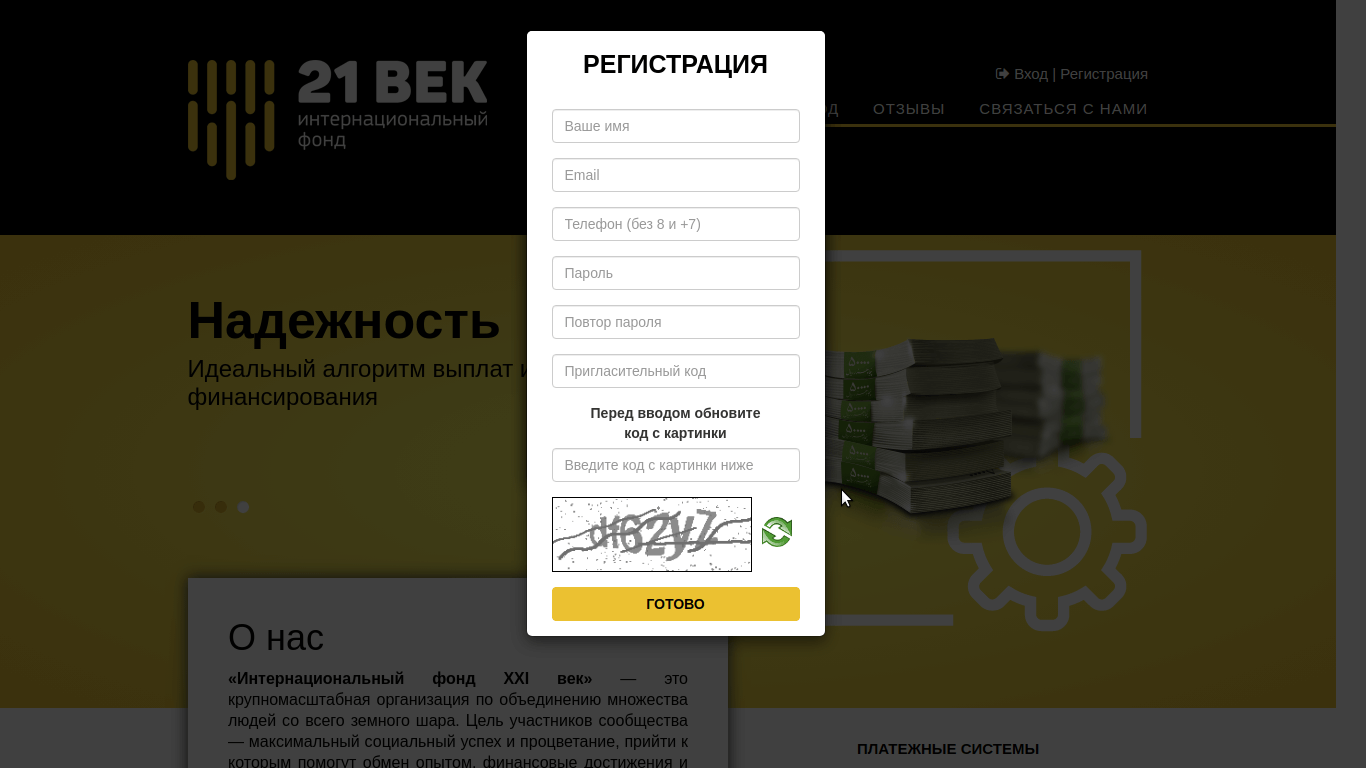 21 ВЕК
интернациональный
фонд
Вход | Регистрация
ОТЗЫВЫ
СВЯЗАТЬСЯ С НАМИ
РЕГИСТРАЦИЯ
Ваше имя
Email
Телефон (без 8 и +7)
Пароль
Повтор пароля
Пригласительный код
Перед вводом обновите
код с картинки
Введите код с картинки ниже
ГОТОВО
Надежность
Идеальный алгоритм выплат и
финансирования
О нас
«Интернациональный фонд XXI век» — это
крупномасштабная организация по объединению множества
людей со всего земного шара. Цель участников сообщества
— максимальный социальный успех и процветание, прийти к
которым помогут обмен опытом, финансовые достижения и
ПЛАТЕЖНЫЕ СИСТЕМЫ